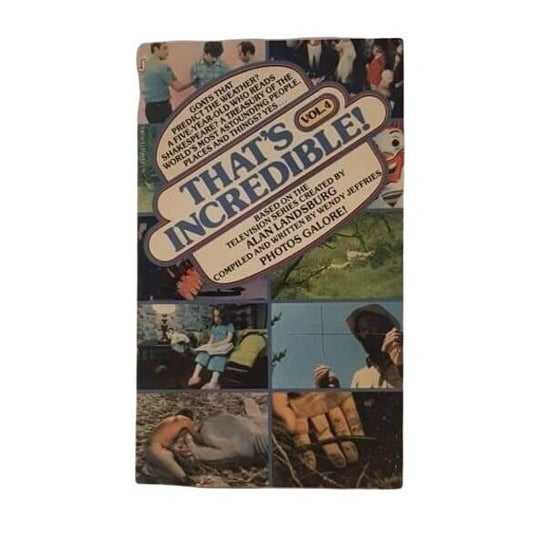 GOATS THAT
PREDICT THE WEATHER?
A FIVE-YEAR-OLD WHO READS
SHAKESPEARE? A TREASURY OF THE
WORLD'S MOST ASTOUNDING PEOPLE,
PLACES AND THINGS? YES...
VOL.4
THAT'S
INCREDIBLE!
BASED ON THE
TELEVISION SERIES CREATED BY
ALAN LANDSBURG
COMPILED AND WRITTEN BY WENDY JEFFRIES
PHOTOS GALORE!